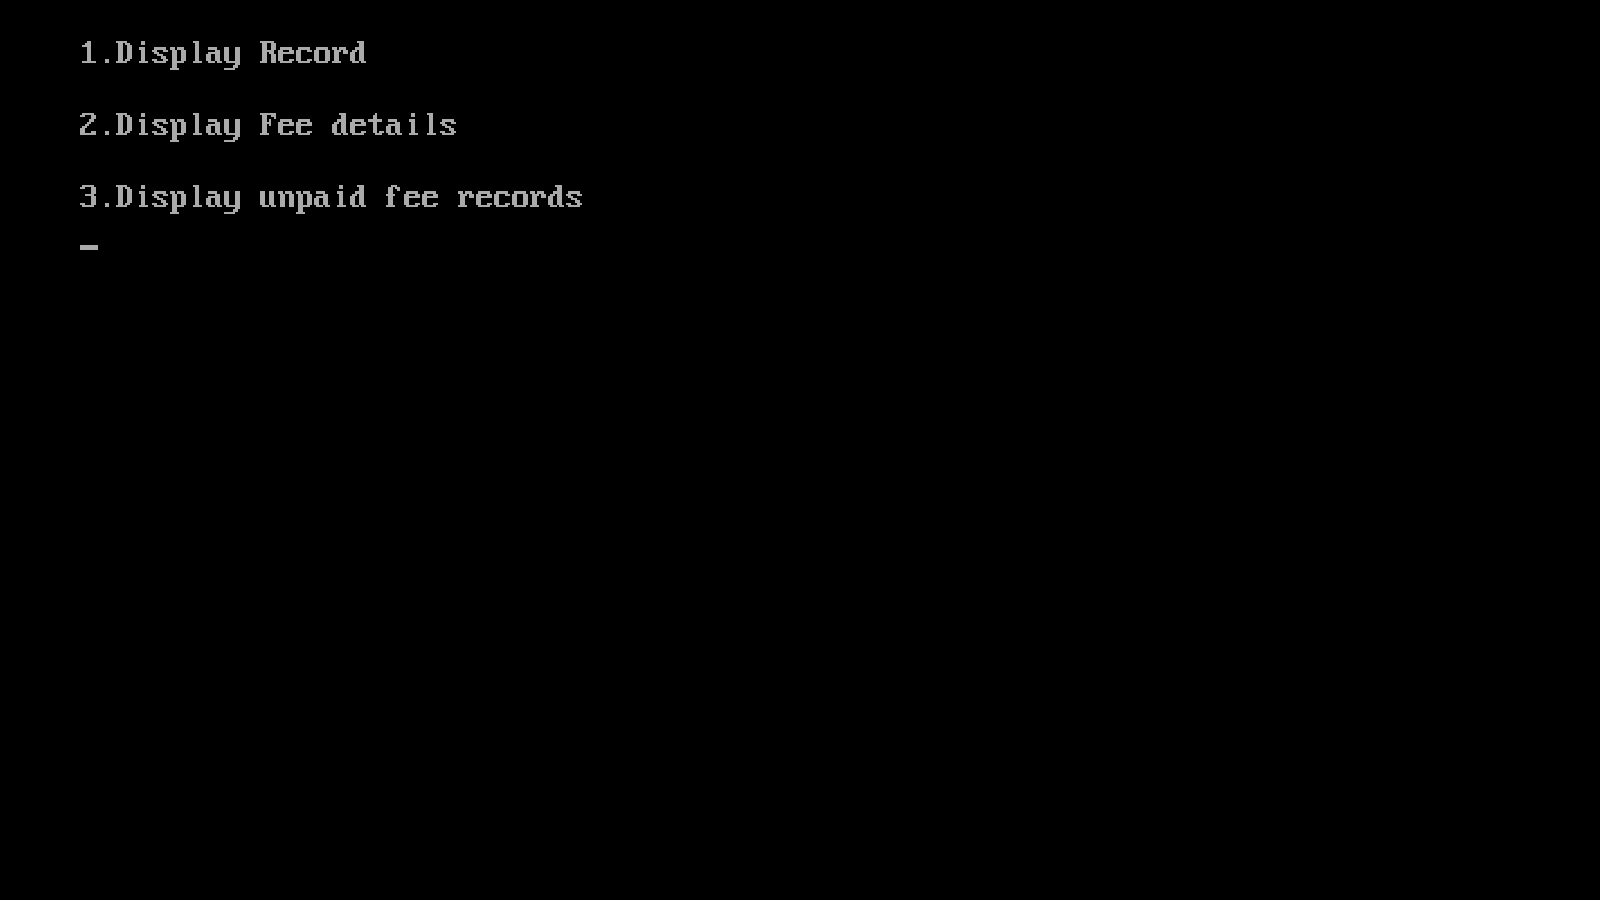 1.Display Record
2.Display Fee details
3.Display unpaid fee records